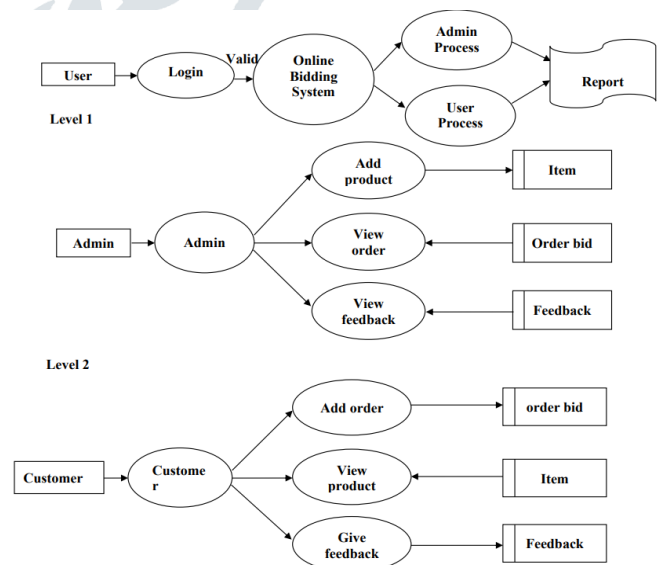 User
Login
Valid
Online
Bidding
System
Admin
Process
User
Process
Report
Level 1
Admin
Admin
Add
product
Item
View
order
Order bid
View
feedback
Feedback
Level 2
Customer
Custome
r
Add order
order bid
View
product
Item
Give
feedback
Feedback